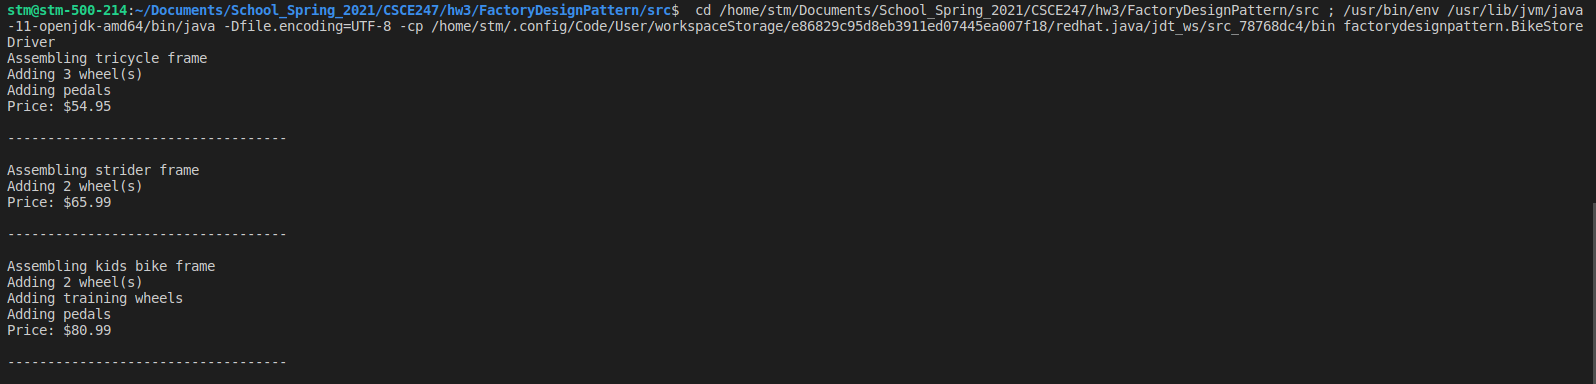 stm@stm-500-214:~/Documents/School_Spring_2021/CSCE247/hw3/FactoryDesignPattern/src$  cd /home/stm/Documents/School_Spring_2021/CSCE247/hw3/FactoryDesignPattern/src ; /usr/bin/env /usr/lib/jvm/java
-11-openjdk-amd64/bin/java -Dfile.encoding=UTF-8 -cp /home/stm/.config/Code/User/workspaceStorage/e86829c95d8eb3911ed07445ea007f18/redhat.java/jdt_ws/src_78768dc4/bin factorydesignpattern.BikeStore
Driver
Assembling tricycle frame
Adding 3 wheel(s)
Adding pedals
Price: $54.95
-----------------------------------
Assembling strider frame
Adding 2 wheel(s)
Price: $65.99
-----------------------------------
Assembling kids bike frame
Adding 2 wheel(s)
Adding training wheels
Adding pedals
Price: $80.99
-----------------------------------